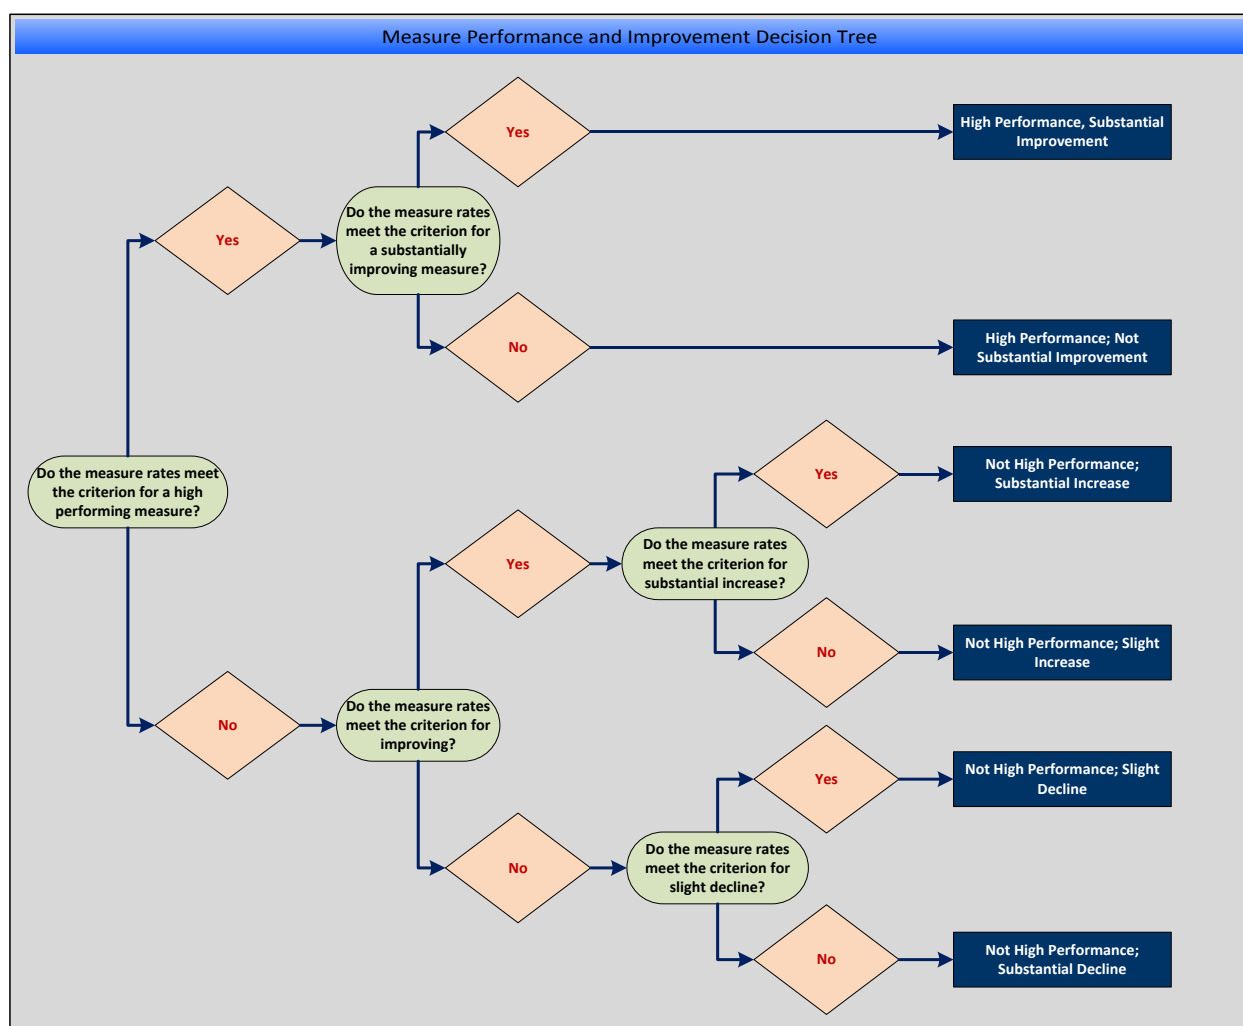 Measure Performance and Improvement Decision Tree
Yes
High Performance, Substantial
Improvement
Yes
Do the measure rates
meet the criterion for
a substantially
improving measure?
No
High Performance; Not
Substantial Improvement
Do the measure rates meet
the criterion for a high
performing measure?
Yes
Not High Performance;
Substantial Increase
Yes
Do the measure rates
meet the criterion for
substantial increase?
No
Not High Performance; Slight
Increase
No
Do the measure rates
meet the criterion for
improving?
Yes
Not High Performance; Slight
Decline
No
Do the measure rates
meet the criterion for
slight decline?
No
Not High Performance;
Substantial Decline